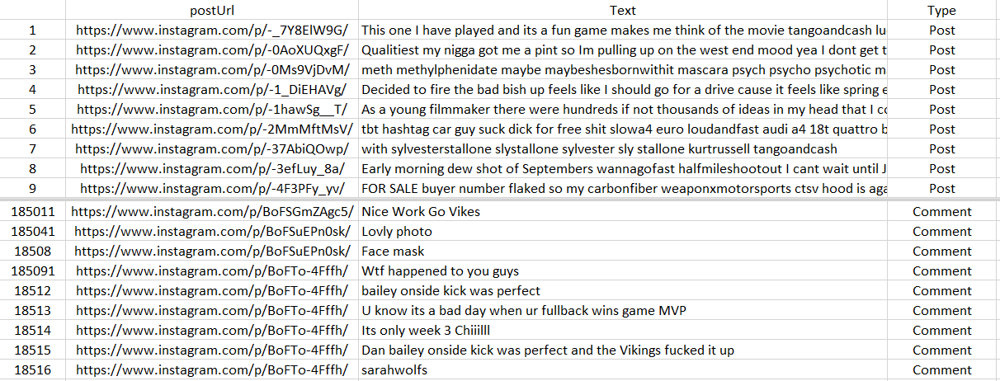 postUrl Text Type
1 https://www.instagram.com/p/-_7Y8ElW9G/ This one I have played and its a fun game makes me think of the movie tangoandcash lu Post
2 https://www.instagram.com/p/-0AoXUQxgF/ Qualitiest my nigga got me a pint so Im pulling up on the west end mood yea I dont get t Post
3 https://www.instagram.com/p/-0Ms9VjDvM/ meth methylphenidate maybe maybeshesbornwithit mascara psych psycho psychotic m Post
4 https://www.instagram.com/p/-1_DiEHAVg/ Decided to fire the bad bish up feels like I should go for a drive cause it feels like spring e Post
5 https://www.instagram.com/p/-1hawSg__T/ As a young filmmaker there were hundreds if not thousands of ideas in my head that I co Post
6 https://www.instagram.com/p/-2MmMftMsV/ tbt hashtag car guy suck dick for free shit slowa4 euro loudandfast audi a4 18t quattro b Post
7 https://www.instagram.com/p/-37AbiQOwp/ with sylvesterstallone slystallone sylvester sly stallone kurtrussell tangoandcash Post
8 https://www.instagram.com/p/-3efLuy_8a/ Early morning dew shot of Septembers wannagofast halfmileshootout I cant wait until J Post
9 https://www.instagram.com/p/-4F3PFy_yv/ FOR SALE buyer number flaked so my carbonfiber weaponxmotorsports ctsv hood is aga Post
185011 https://www.instagram.com/p/BoFSGmZAgc5/ Nice Work Go Vikes Comment
185041 https://www.instagram.com/p/BoFSuEPn0sk/ Lovly photo Comment
18508 https://www.instagram.com/p/BoFSuEPn0sk/ Face mask Comment
185091 https://www.instagram.com/p/BoFTo-4Fffh/ Wtf happened to you guys Comment
18512 https://www.instagram.com/p/BoFTo-4Fffh/ bailey onside kick was perfect Comment
18513 https://www.instagram.com/p/BoFTo-4Fffh/ U know its a bad day when ur fullback wins game MVP Comment
18514 https://www.instagram.com/p/BoFTo-4Fffh/ Its only week 3 Chiiilll Comment
18515 https://www.instagram.com/p/BoFTo-4Fffh/ Dan bailey onside kick was perfect and the Vikings fucked it up Comment
18516 https://www.instagram.com/p/BoFTo-4Fffh/ sarahwolfs Comment